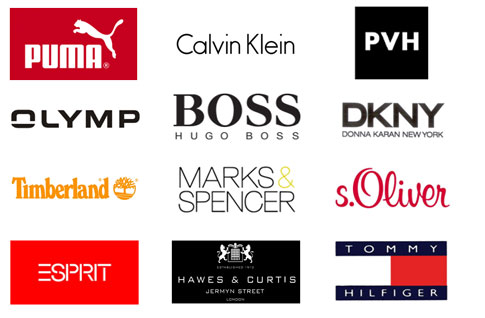 PUMA®
Calvin Klein
PVH
OLYMP
BOSS
HUGO BOSS
DKNY
DONNA KARAN NEW YORK
Timberland
MARKS &
SPENCER
s.Oliver
ESPRIT
ESTABLISHED 1913
HAWES & CURTIS
JERMYN STREET
LONDON
TOMMY
HILFIGER